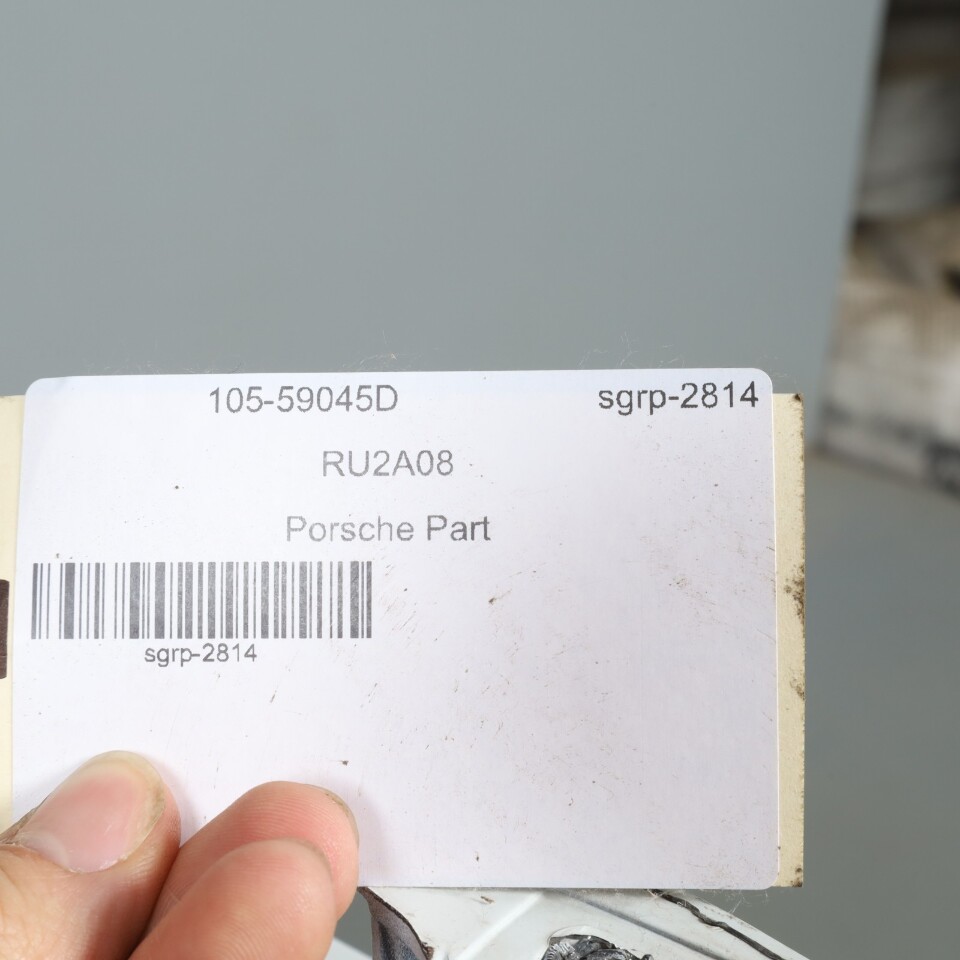 105-59045D sgrp-2814
RU2A08
Porsche Part
sgrp-2814